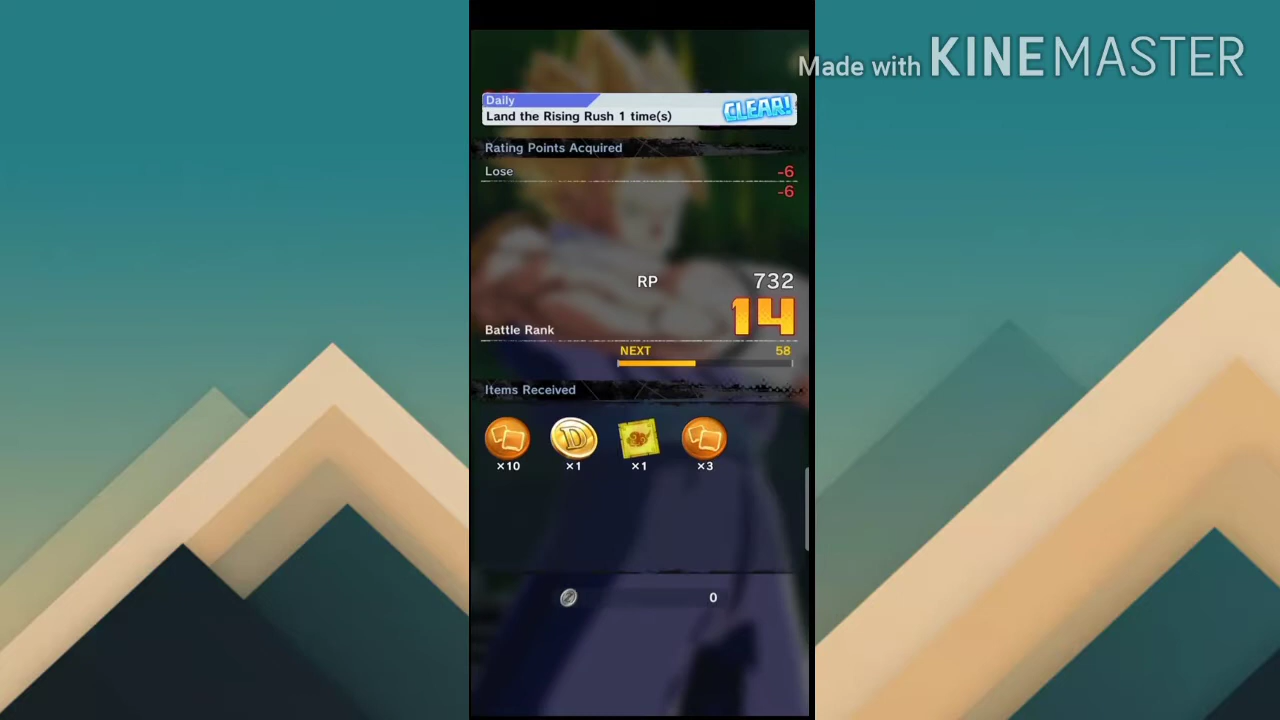 Made with KINEMASTER
Daily
Land the Rising Rush 1 time(s)
CLEAR!
Rating Points Acquired
Lose -6
-6
RP 732
Battle Rank 14
NEXT 58
Items Received
D
×10 ×1 ×1 ×3
0